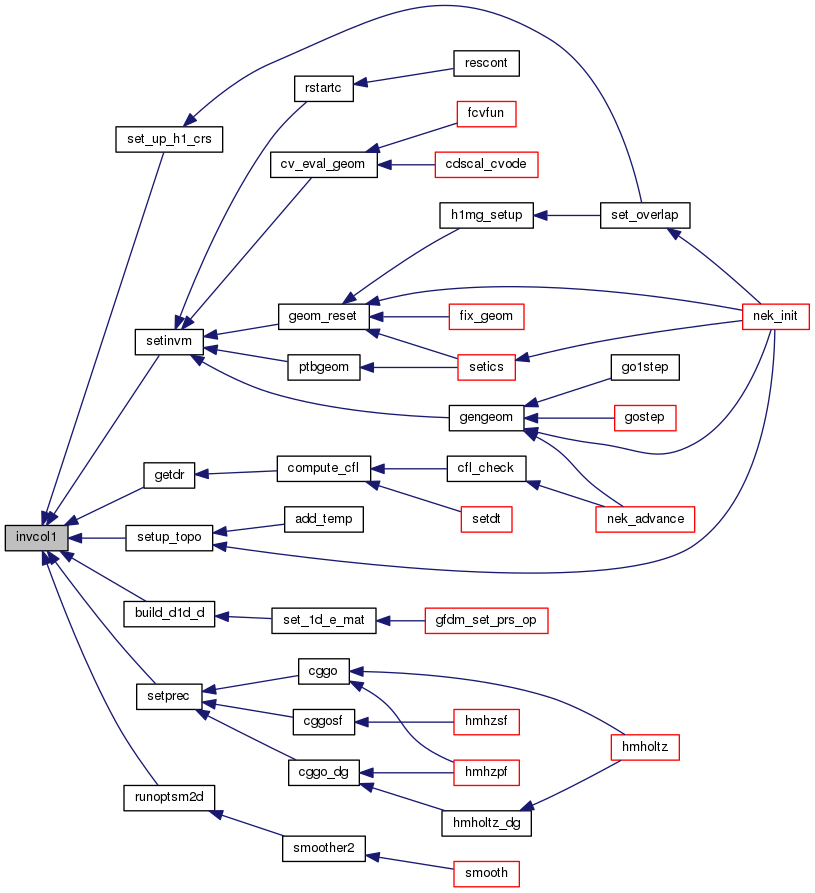 rescont
rstartc
fcvfun
set_up_h1_crs
cv_eval_geom
cdscal_cvode
h1mg_setup
set_overlap
geom_reset
fix_geom
nek_init
setinvm
ptbgeom
setics
go1step
gengeom
gostep
getdr
compute_cfl
cfl_check
add_temp
setdt
nek_advance
invcol1
setup_topo
build_d1d_d
set_1d_e_mat
gfdm_set_prs_op
cggo
setprec
cggosf
hmhzsf
hmholtz
cggo_dg
hmhzpf
runoptsm2d
hmholtz_dg
smoother2
smooth